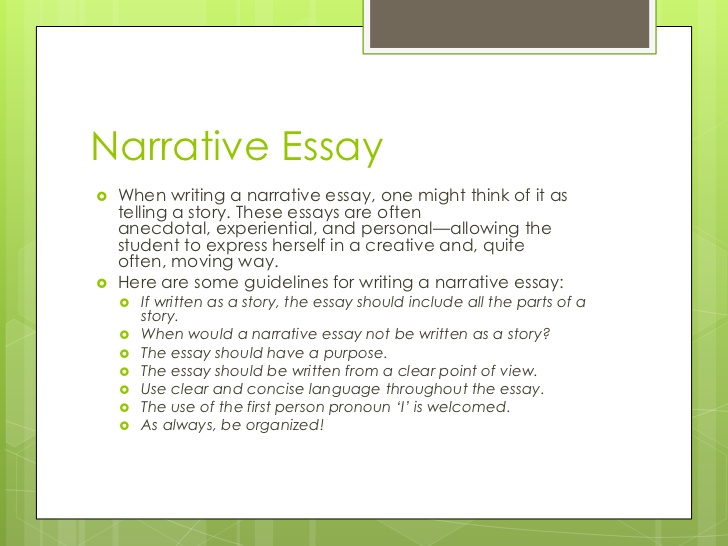 Narrative Essay
When writing a narrative essay, one might think of it as
telling a story. These essays are often
anecdotal, experiential, and personal—allowing the
student to express herself in a creative and, quite
often, moving way.
Here are some guidelines for writing a narrative essay:
If written as a story, the essay should include all the parts of a
story.
When would a narrative essay not be written as a story?
The essay should have a purpose.
The essay should be written from a clear point of view.
Use clear and concise language throughout the essay.
The use of the first person pronoun ‘I’ is welcomed.
As always, be organized!